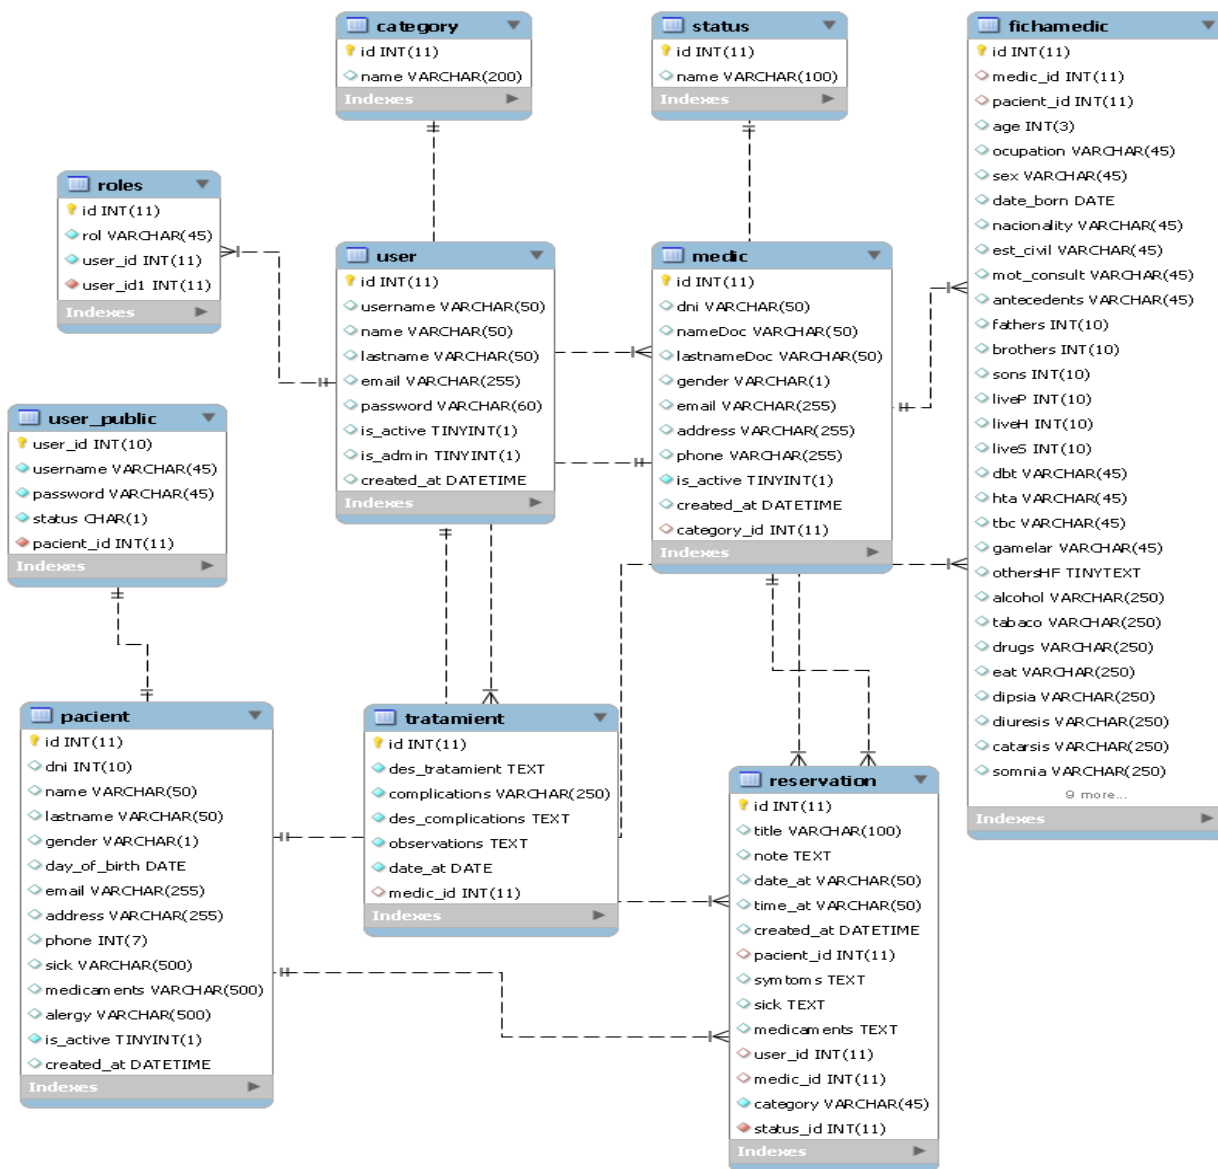 category
id INT(11)
name VARCHAR(200)
Indexes
status
id INT(11)
name VARCHAR(100)
Indexes
fichamedic
id INT(11)
medic_id INT(11)
pacient_id INT(11)
age INT(3)
ocupation VARCHAR(45)
sex VARCHAR(45)
date_born DATE
nacionality VARCHAR(45)
est_civil VARCHAR(45)
mot_consult VARCHAR(45)
antecedents VARCHAR(45)
fathers INT(10)
brothers INT(10)
sons INT(10)
liveP INT(10)
liveH INT(10)
liveS INT(10)
dbt VARCHAR(45)
hta VARCHAR(45)
tbc VARCHAR(45)
gamelar VARCHAR(45)
othersHF TINYTEXT
alcohol VARCHAR(250)
tabaco VARCHAR(250)
drugs VARCHAR(250)
eat VARCHAR(250)
dipsia VARCHAR(250)
diuresis VARCHAR(250)
catarsis VARCHAR(250)
somnia VARCHAR(250)
9 more...
Indexes
roles
id INT(11)
rol VARCHAR(45)
user_id INT(11)
user_id1 INT(11)
Indexes
user
id INT(11)
username VARCHAR(50)
name VARCHAR(50)
lastname VARCHAR(50)
email VARCHAR(255)
password VARCHAR(60)
is_active TINYINT(1)
is_admin TINYINT(1)
created_at DATETIME
Indexes
medic
id INT(11)
dni VARCHAR(50)
nameDoc VARCHAR(50)
lastnameDoc VARCHAR(50)
gender VARCHAR(1)
email VARCHAR(255)
address VARCHAR(255)
phone VARCHAR(255)
is_active TINYINT(1)
created_at DATETIME
category_id INT(11)
Indexes
user_public
user_id INT(10)
username VARCHAR(45)
password VARCHAR(45)
status CHAR(1)
pacient_id INT(11)
Indexes
pacient
id INT(11)
dni INT(10)
name VARCHAR(50)
lastname VARCHAR(50)
gender VARCHAR(1)
day_of_birth DATE
email VARCHAR(255)
address VARCHAR(255)
phone INT(7)
sick VARCHAR(500)
medicaments VARCHAR(500)
alergy VARCHAR(500)
is_active TINYINT(1)
created_at DATETIME
Indexes
tratamient
id INT(11)
des_tratamient TEXT
complications VARCHAR(250)
des_complications TEXT
observations TEXT
date_at DATE
medic_id INT(11)
Indexes
reservation
id INT(11)
title VARCHAR(100)
note TEXT
date_at VARCHAR(50)
time_at VARCHAR(50)
created_at DATETIME
pacient_id INT(11)
symtoms TEXT
sick TEXT
medicaments TEXT
user_id INT(11)
medic_id INT(11)
category VARCHAR(45)
status_id INT(11)
Indexes